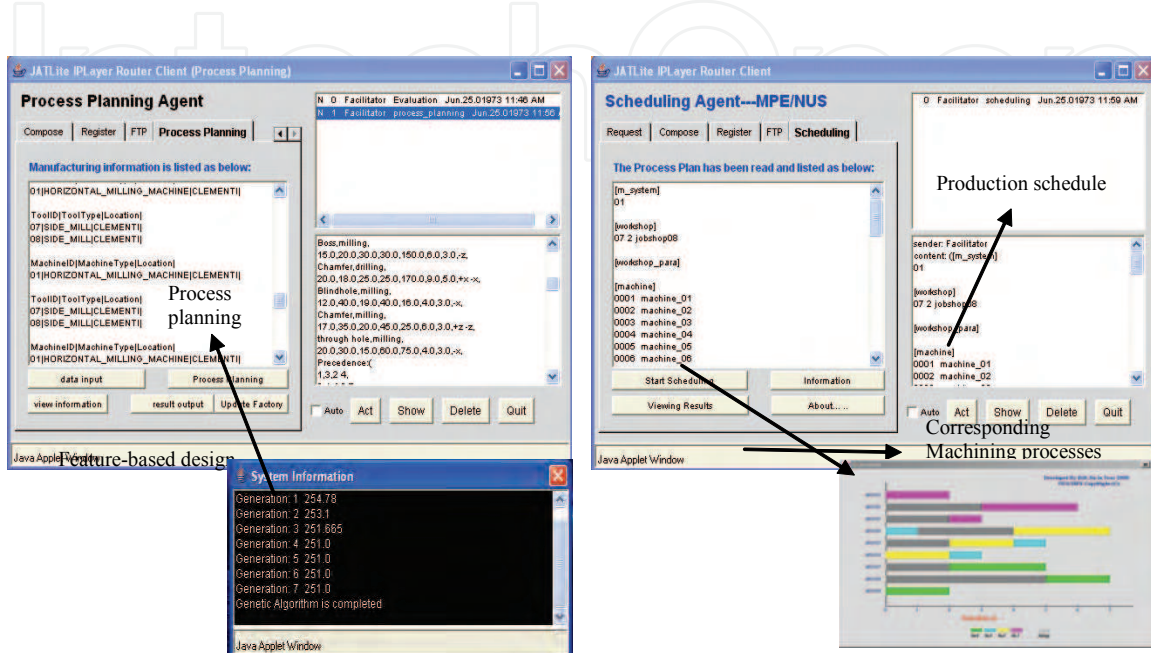 IntechOpen
JATLite IPLayer Router Client (Process Planning)
Process Planning Agent
Compose Register FTP Process Planning
Manufacturing information is listed as below:
01|HORIZONTAL_MILLING_MACHINE|CLEMENTI|
ToolID|ToolType|Location|
07|SIDE_MILL|CLEMENTI|
08|SIDE_MILL|CLEMENTI|
MachineID|MachineType|Location|
01|HORIZONTAL_MILLING_MACHINE|CLEMENTI|
ToolID|ToolType|Location|
07|SIDE_MILL|CLEMENTI|
08|SIDE_MILL|CLEMENTI|
MachineID|MachineType|Location|
01|HORIZONTAL_MILLING_MACHINE|CLEMENTI|
Process
planning
data input Process Planning
view information result output Update Factory
N 0 Facilitator Evaluation Jun.25.01973 11:46 AM
N 1 Facilitator process_planning Jun.25.01973 11:56
Boss,milling,
15.0,20.0,30.0,30.0,150.0,6.0,3.0,-z,
Chamfer,drilling,
20.0,18.0,25.0,25.0,170.0,9.0,5.0,+x-x,
Blindhole,milling,
12.0,40.0,19.0,40.0,16.0,4.0,3.0,-x,
Chamfer,milling,
17.0,35.0,20.0,45.0,25.0,6.0,3.0,+z-z,
through hole,milling,
20.0,30.0,15.0,60.0,75.0,4.0,3.0,-x,
Precedence:(
1,3,2 4,
Auto Act Show Delete Quit
Java Applet Window
Feature-based design
System Information
Generation: 1 254.78
Generation: 2 253.1
Generation: 3 251.665
Generation: 4 251.0
Generation: 5 251.0
Generation: 6 251.0
Generation: 7 251.0
Genetic Algorithm is completed
Java Applet Window
JATLite IPLayer Router Client
Scheduling Agent---MPE/NUS
Request Compose Register FTP Scheduling
The Process Plan has been read and listed as below:
[m_system]
01
[workshop]
07 2 jobshop08
[workshop_para]
[machine]
0001 machine_01
0002 machine_02
0003 machine_03
0004 machine_04
0005 machine_05
0006 machine_06
Start Scheduling Information
Viewing Results About.....
0 Facilitator scheduling Jun.25.01973 11:59 AM
Production schedule
sender: Facilitator
content: ([m_system]
01
[workshop]
07 2 jobshop08
[workshop_para]
[machine]
0001 machine_01
0002 machine_02
Auto Act Show Delete Quit
Corresponding
Machining processes
Java Applet Window